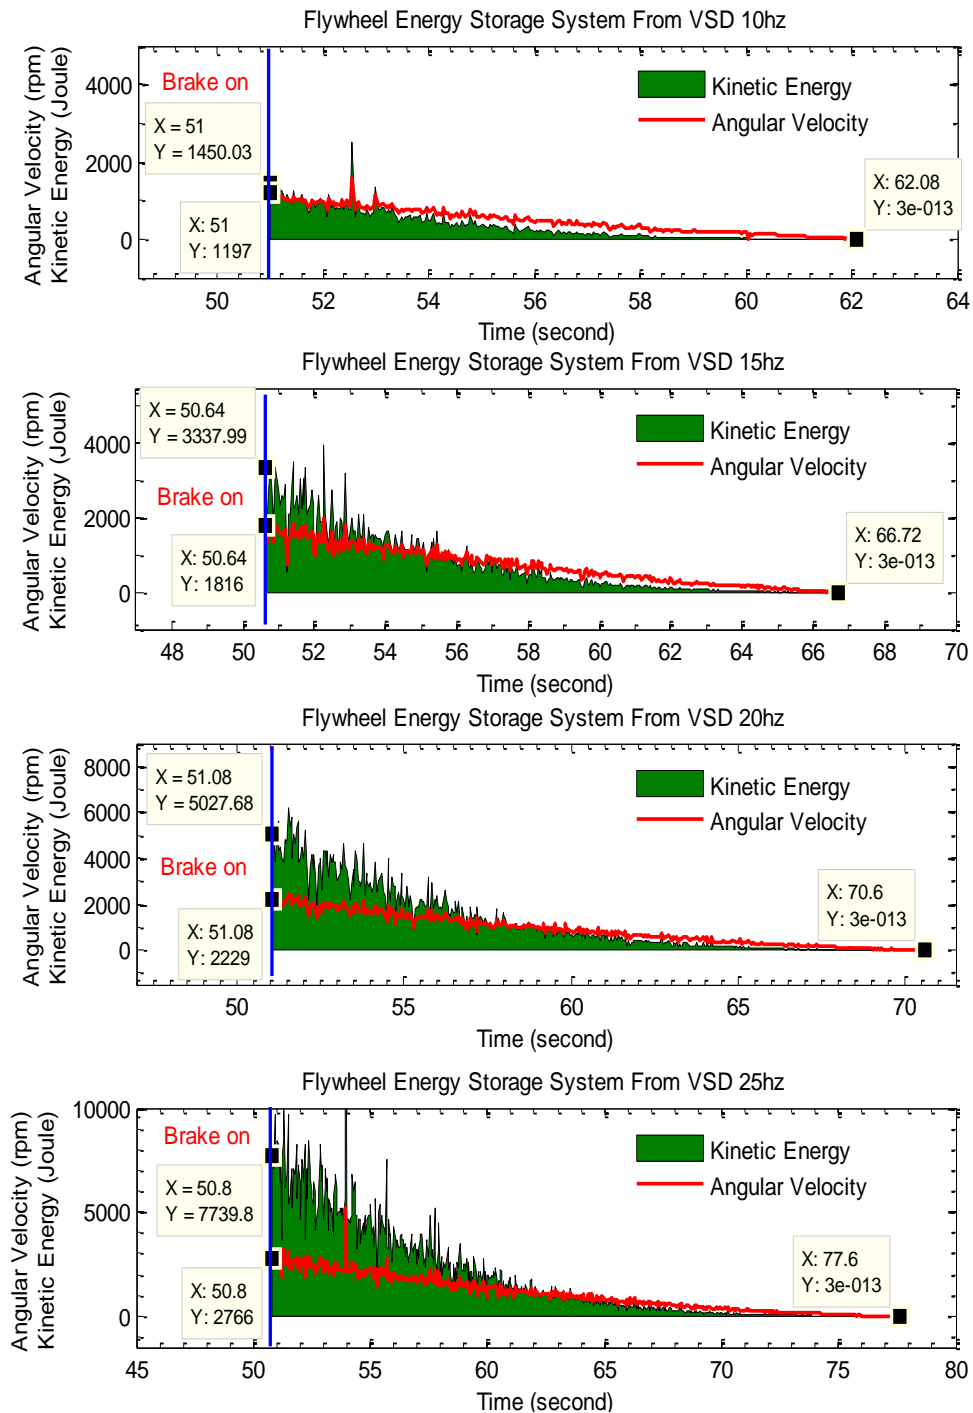 Flywheel Energy Storage System From VSD 10hz
Angular Velocity (rpm)
Kinetic Energy (Joule)
4000
2000
0
Brake on
X = 51
Y = 1450.03
X: 51
Y: 1197
Kinetic Energy
Angular Velocity
X: 62.08
Y: 3e-013
50 52 54 56 58 60 62 64
Time (second)
Flywheel Energy Storage System From VSD 15hz
Angular Velocity (rpm)
Kinetic Energy (Joule)
4000
2000
0
X = 50.64
Y = 3337.99
Brake on
X: 50.64
Y: 1816
Kinetic Energy
Angular Velocity
X: 66.72
Y: 3e-013
48 50 52 54 56 58 60 62 64 66 68 70
Time (second)
Flywheel Energy Storage System From VSD 20hz
Angular Velocity (rpm)
Kinetic Energy (Joule)
8000
6000
4000
2000
0
X = 51.08
Y = 5027.68
Brake on
X: 51.08
Y: 2229
Kinetic Energy
Angular Velocity
X: 70.6
Y: 3e-013
50 55 60 65 70
Time (second)
Flywheel Energy Storage System From VSD 25hz
Angular Velocity (rpm)
Kinetic Energy (Joule)
10000
5000
0
Brake on
X = 50.8
Y = 7739.8
X: 50.8
Y: 2766
Kinetic Energy
Angular Velocity
X: 77.6
Y: 3e-013
45 50 55 60 65 70 75 80
Time (second)